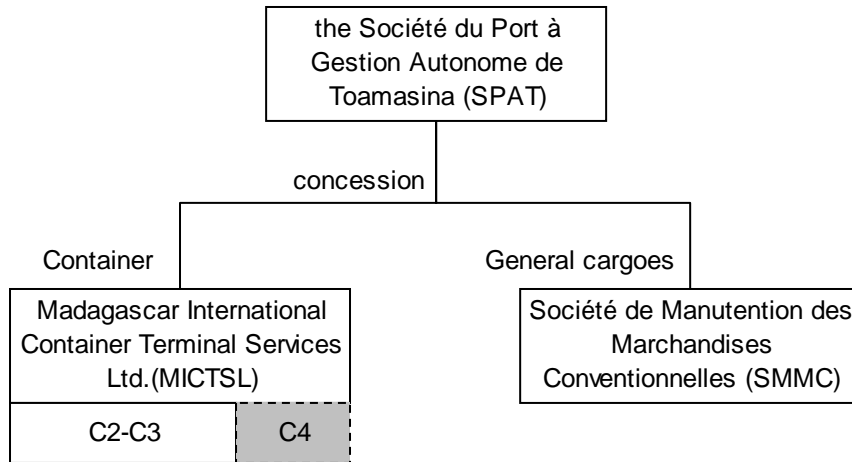 the Société du Port à
Gestion Autonome de
Toamasina (SPAT)
concession
Container
General cargoes
Madagascar International
Container Terminal Services
Ltd.(MICTSL)
Société de Manutention des
Marchandises
Conventionnelles (SMMC)
C2-C3
C4